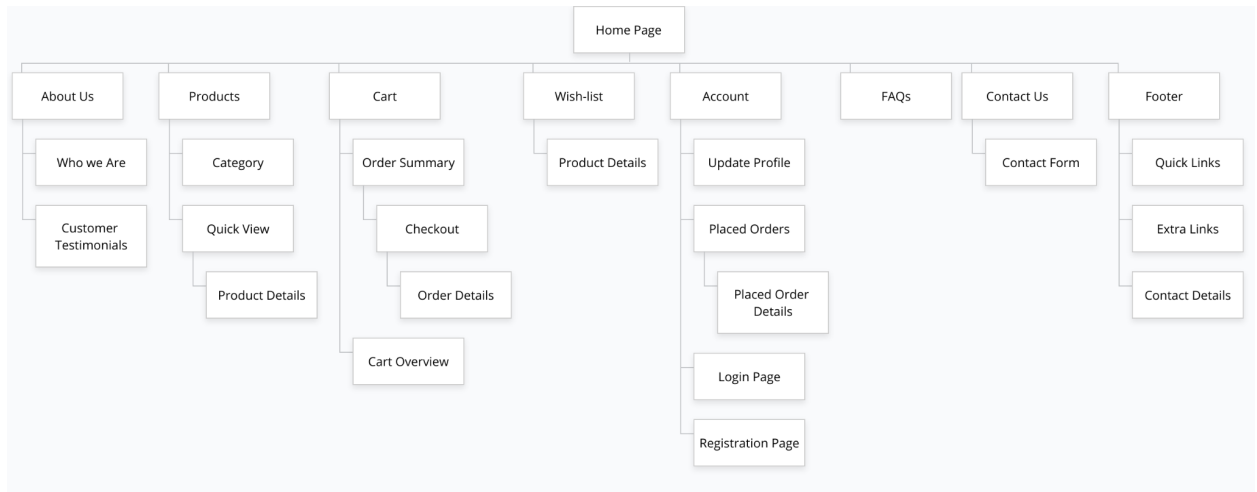 Home Page
About Us
Products
Cart
Wish-list
Account
FAQs
Contact Us
Footer
Who we Are
Category
Order Summary
Product Details
Update Profile
Contact Form
Quick Links
Customer
Testimonials
Quick View
Checkout
Placed Orders
Extra Links
Product Details
Order Details
Placed Order
Details
Contact Details
Cart Overview
Login Page
Registration Page